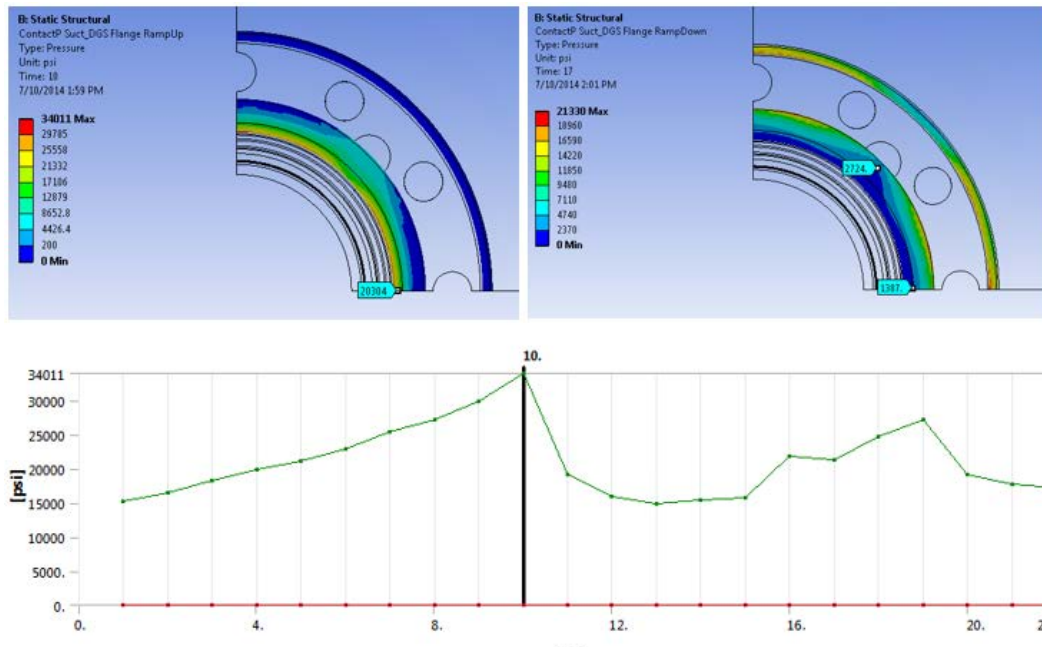 B: Static Structural
ContactP Suct_DGS Flange RampUp
Type: Pressure
Unit: psi
Time: 10
7/10/2014 1:59 PM
34011 Max
29785
25558
21332
17106
12879
8652.8
4426.4
200
0 Min
20304
B: Static Structural
ContactP Suct_DGS Flange RampDown
Type: Pressure
Unit: psi
Time: 17
7/10/2014 2:01 PM
21330 Max
18960
16590
14220
11850
9480
7110
4740
2370
0 Min
2724.
1387.
10.
34011
30000
25000
20000
15000
10000
5000.
0.
[psi]
0.
4.
8.
12.
16.
20.